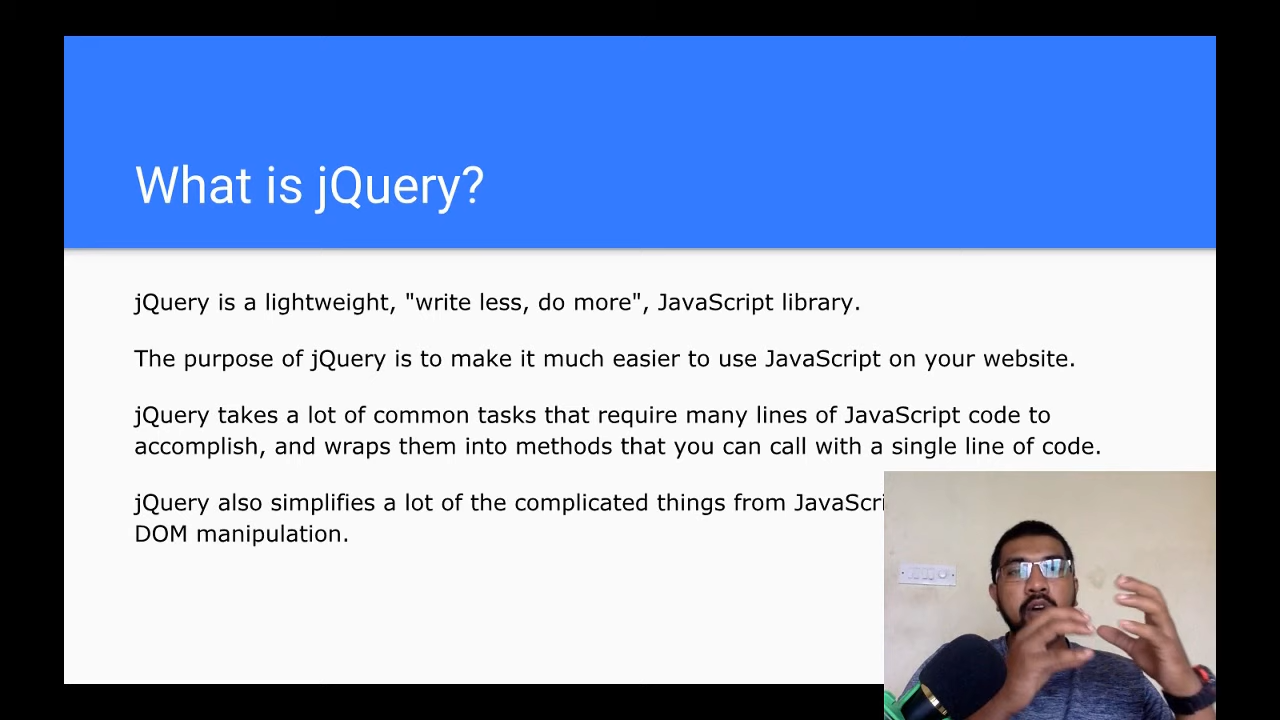 What is jQuery?
jQuery is a lightweight, "write less, do more", JavaScript library.
The purpose of jQuery is to make it much easier to use JavaScript on your website.
jQuery takes a lot of common tasks that require many lines of JavaScript code to
accomplish, and wraps them into methods that you can call with a single line of code.
jQuery also simplifies a lot of the complicated things from
DOM manipulation.